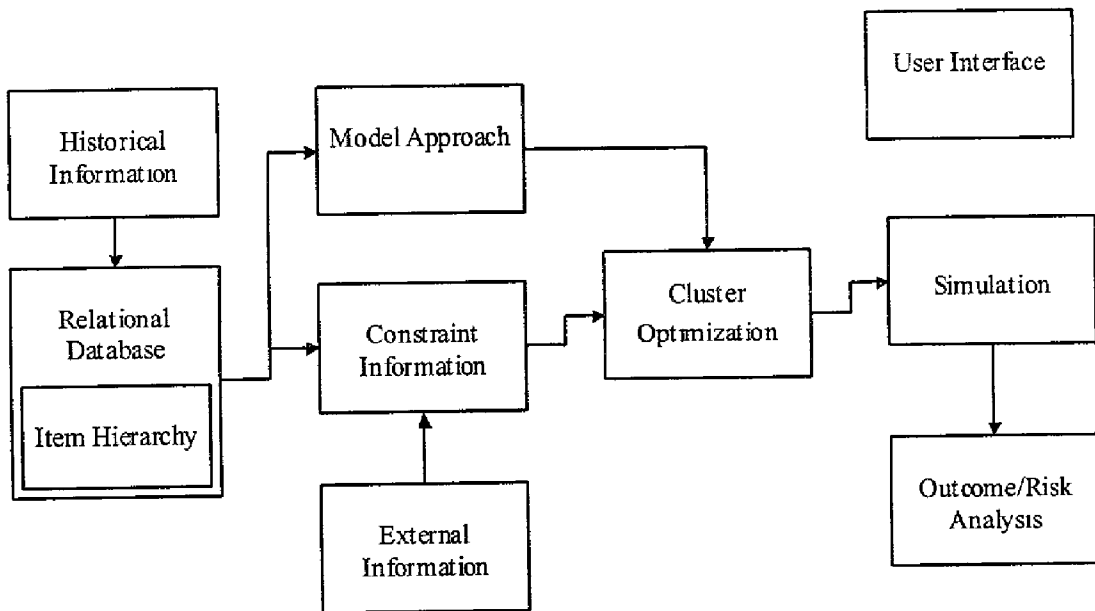 User Interface
Historical
Information
Model Approach
Relational
Database
Item Hierarchy
Constraint
Information
Cluster
Optimization
Simulation
External
Information
Outcome/Risk
Analysis